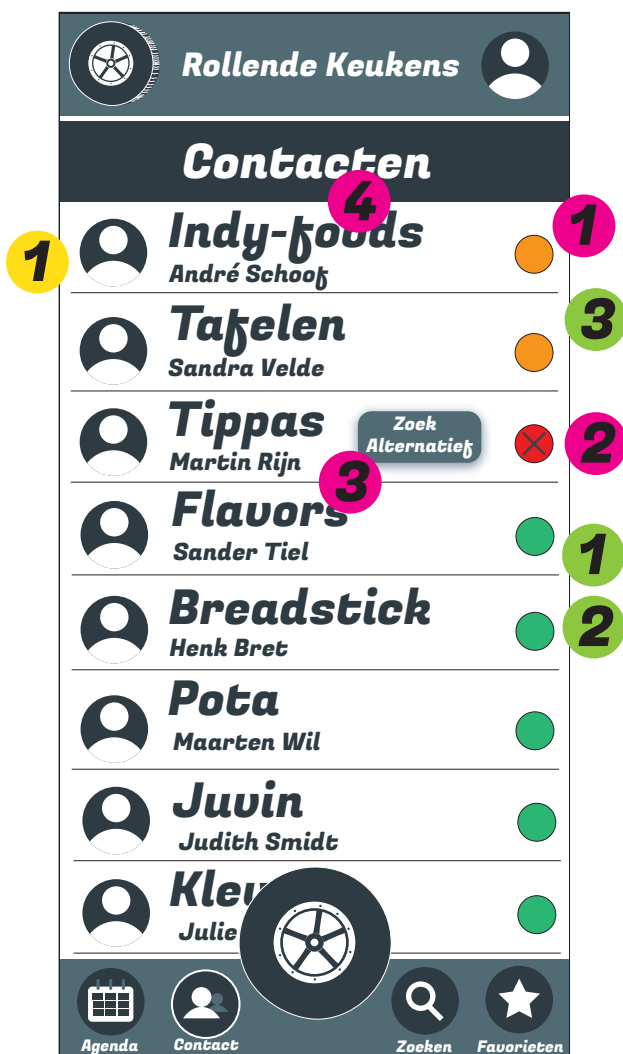 Rollende Keukens
Contacten
4
Indy-foods
1
1
André Schoof
Tafelen
3
Sandra Velde
Tippas
Zoek
Alternatief
2
Martin Rijn
3
Flavors
Sander Tiel
1
Breadstick
2
Henk Bret
Pota
Maarten Wil
Juvin
Judith Smidt
Julie
Agenda
Contact
Zoeken
Favorieten